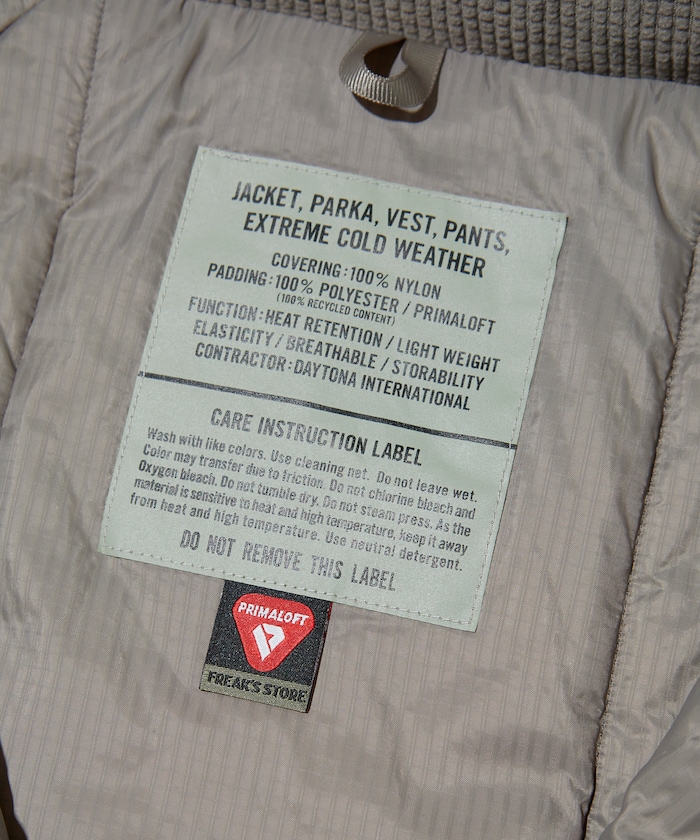 JACKET, PARKA, VEST, PANTS,
EXTREME COLD WEATHER
COVERING:100% NYLON
PADDING:100% POLYESTER / PRIMALOFT
(100% RECYCLED CONTENT)
FUNCTION:HEAT RETENTION / LIGHT WEIGHT
ELASTICITY / BREATHABLE / STORABILITY
CONTRACTOR:DAYTONA INTERNATIONAL
CARE INSTRUCTION LABEL
Wash with like colors. Use cleaning net. Do not leave wet.
Color may transfer due to friction. Do not chlorine bleach and
Oxygen bleach. Do not tumble dry. Do not steam press. As the
material is sensitive to heat and high temperature, keep it away
from heat and high temperature. Use neutral detergent.
DO NOT REMOVE THIS LABEL
PRIMALOFT
FREAK'S STORE